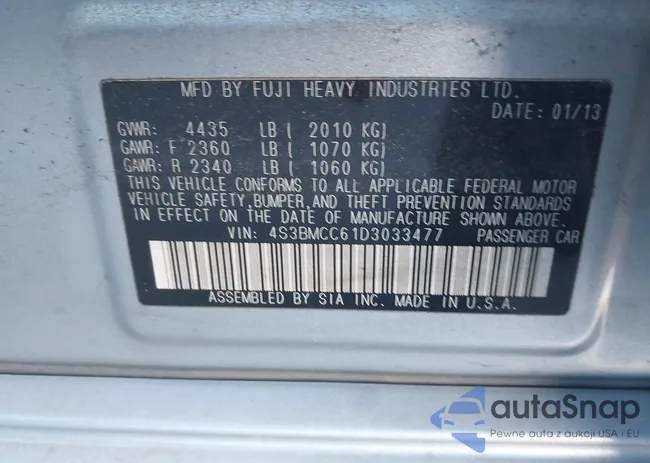 MFD BY FUJI HEAVY INDUSTRIES LTD.
DATE: 01/13
GVWR: 4435 LB ( 2010 KG)
GAWR: F 2360 LB ( 1070 KG)
GAWR: R 2340 LB ( 1060 KG)
THIS VEHICLE CONFORMS TO ALL APPLICABLE FEDERAL MOTOR
VEHICLE SAFETY, BUMPER, AND THEFT PREVENTION STANDARDS
IN EFFECT ON THE DATE OF MANUFACTURE SHOWN ABOVE.
VIN: 4S3BMCC61D3033477 PASSENGER CAR
ASSEMBLED BY SIA INC. MADE IN U.S.A.
autoSnap
Pewne auta z aukcji USA i EU